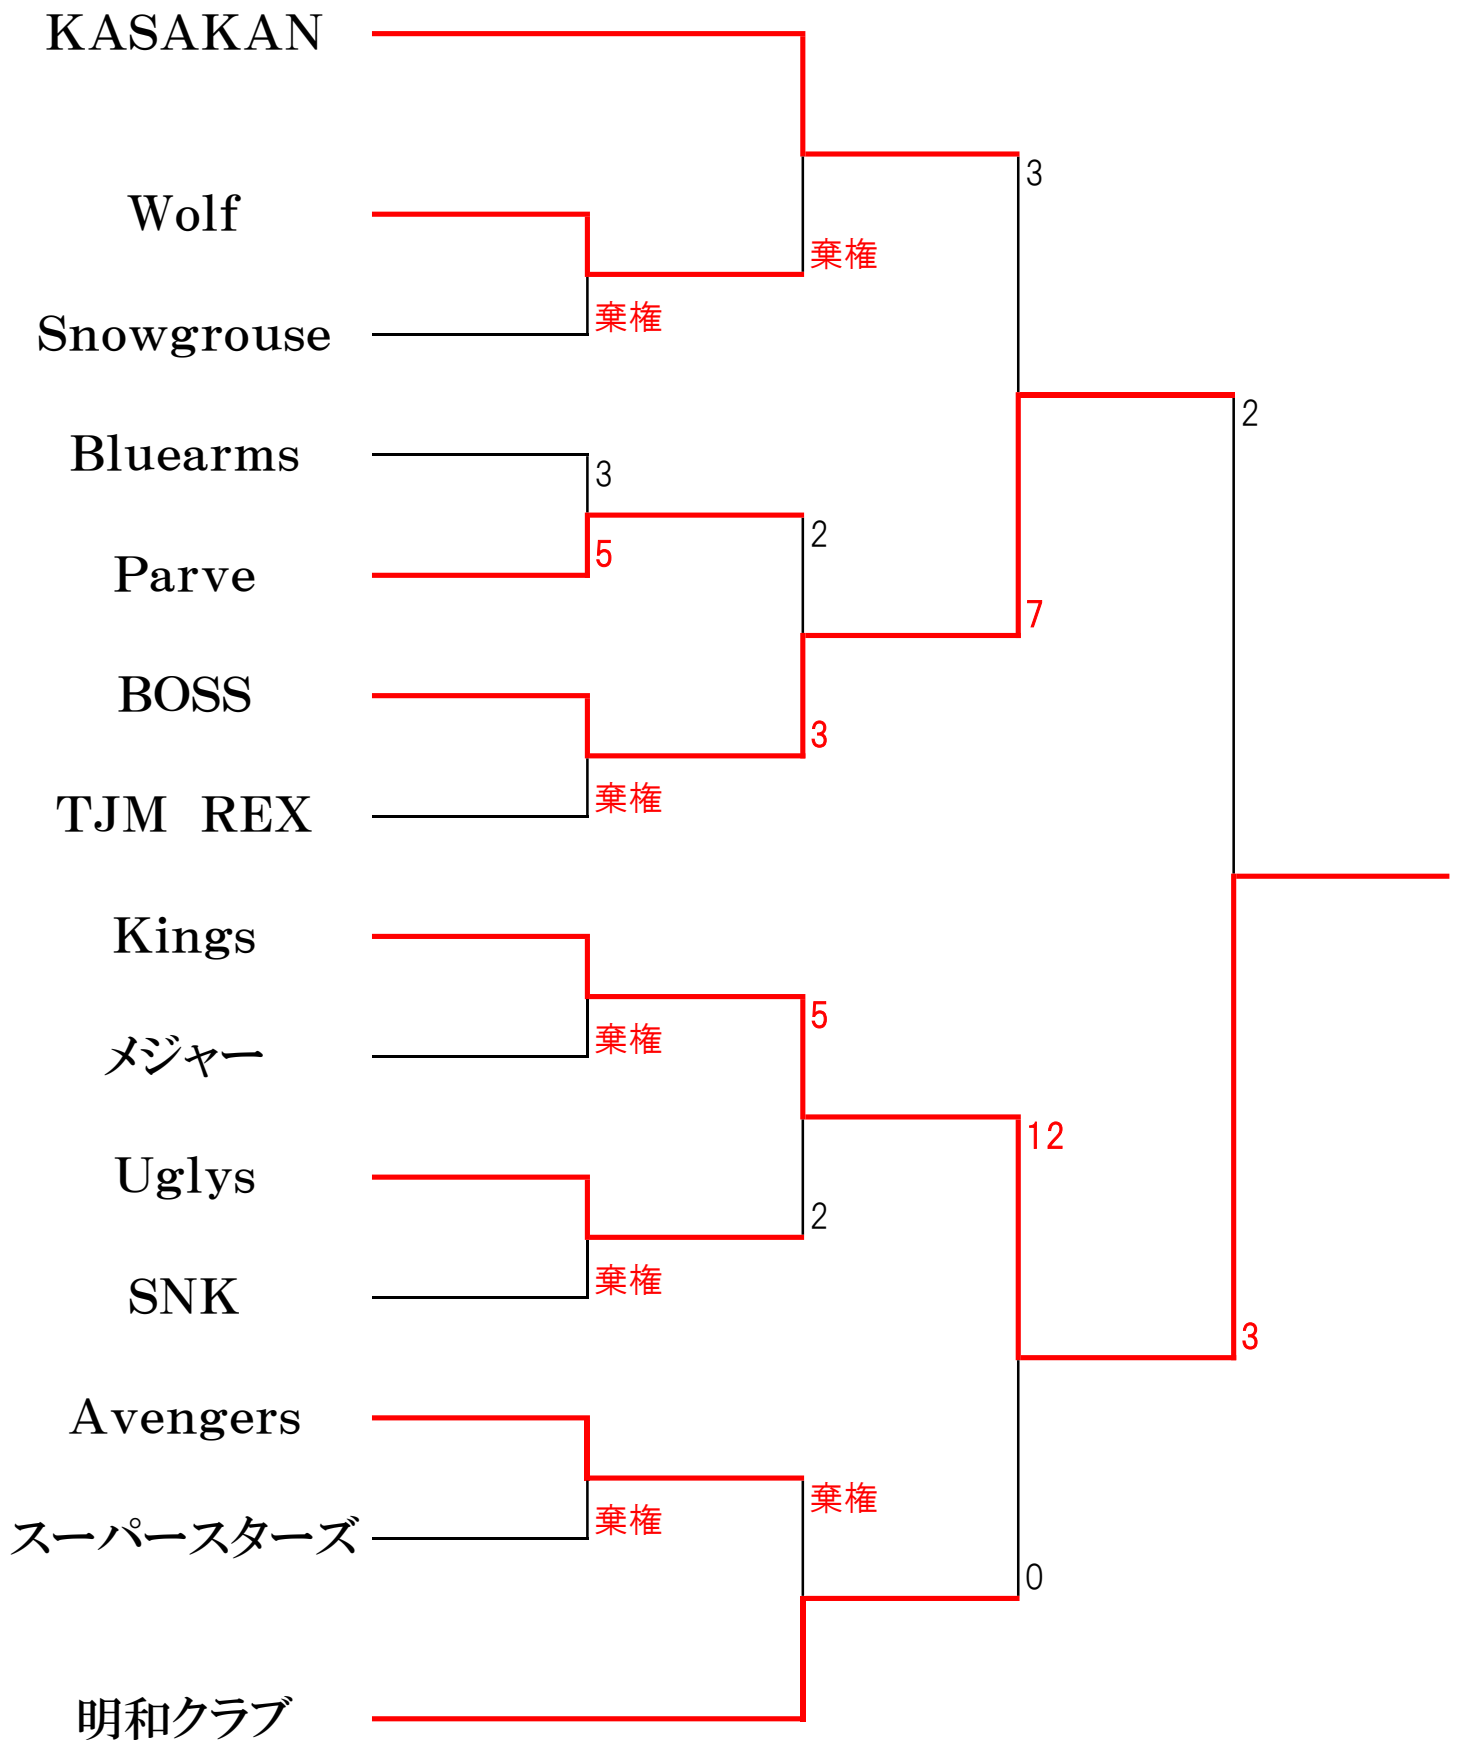 KASAKAN
3
Wolf
棄権
Snowgrouse
棄権
2
Bluearms
3
2
Parve
5
7
BOSS
3
TJM REX
棄権
Kings
5
メジャー
棄権
12
Uglys
2
SNK
棄権
3
Avengers
棄権
スーパースターズ
棄権
0
明和クラブ